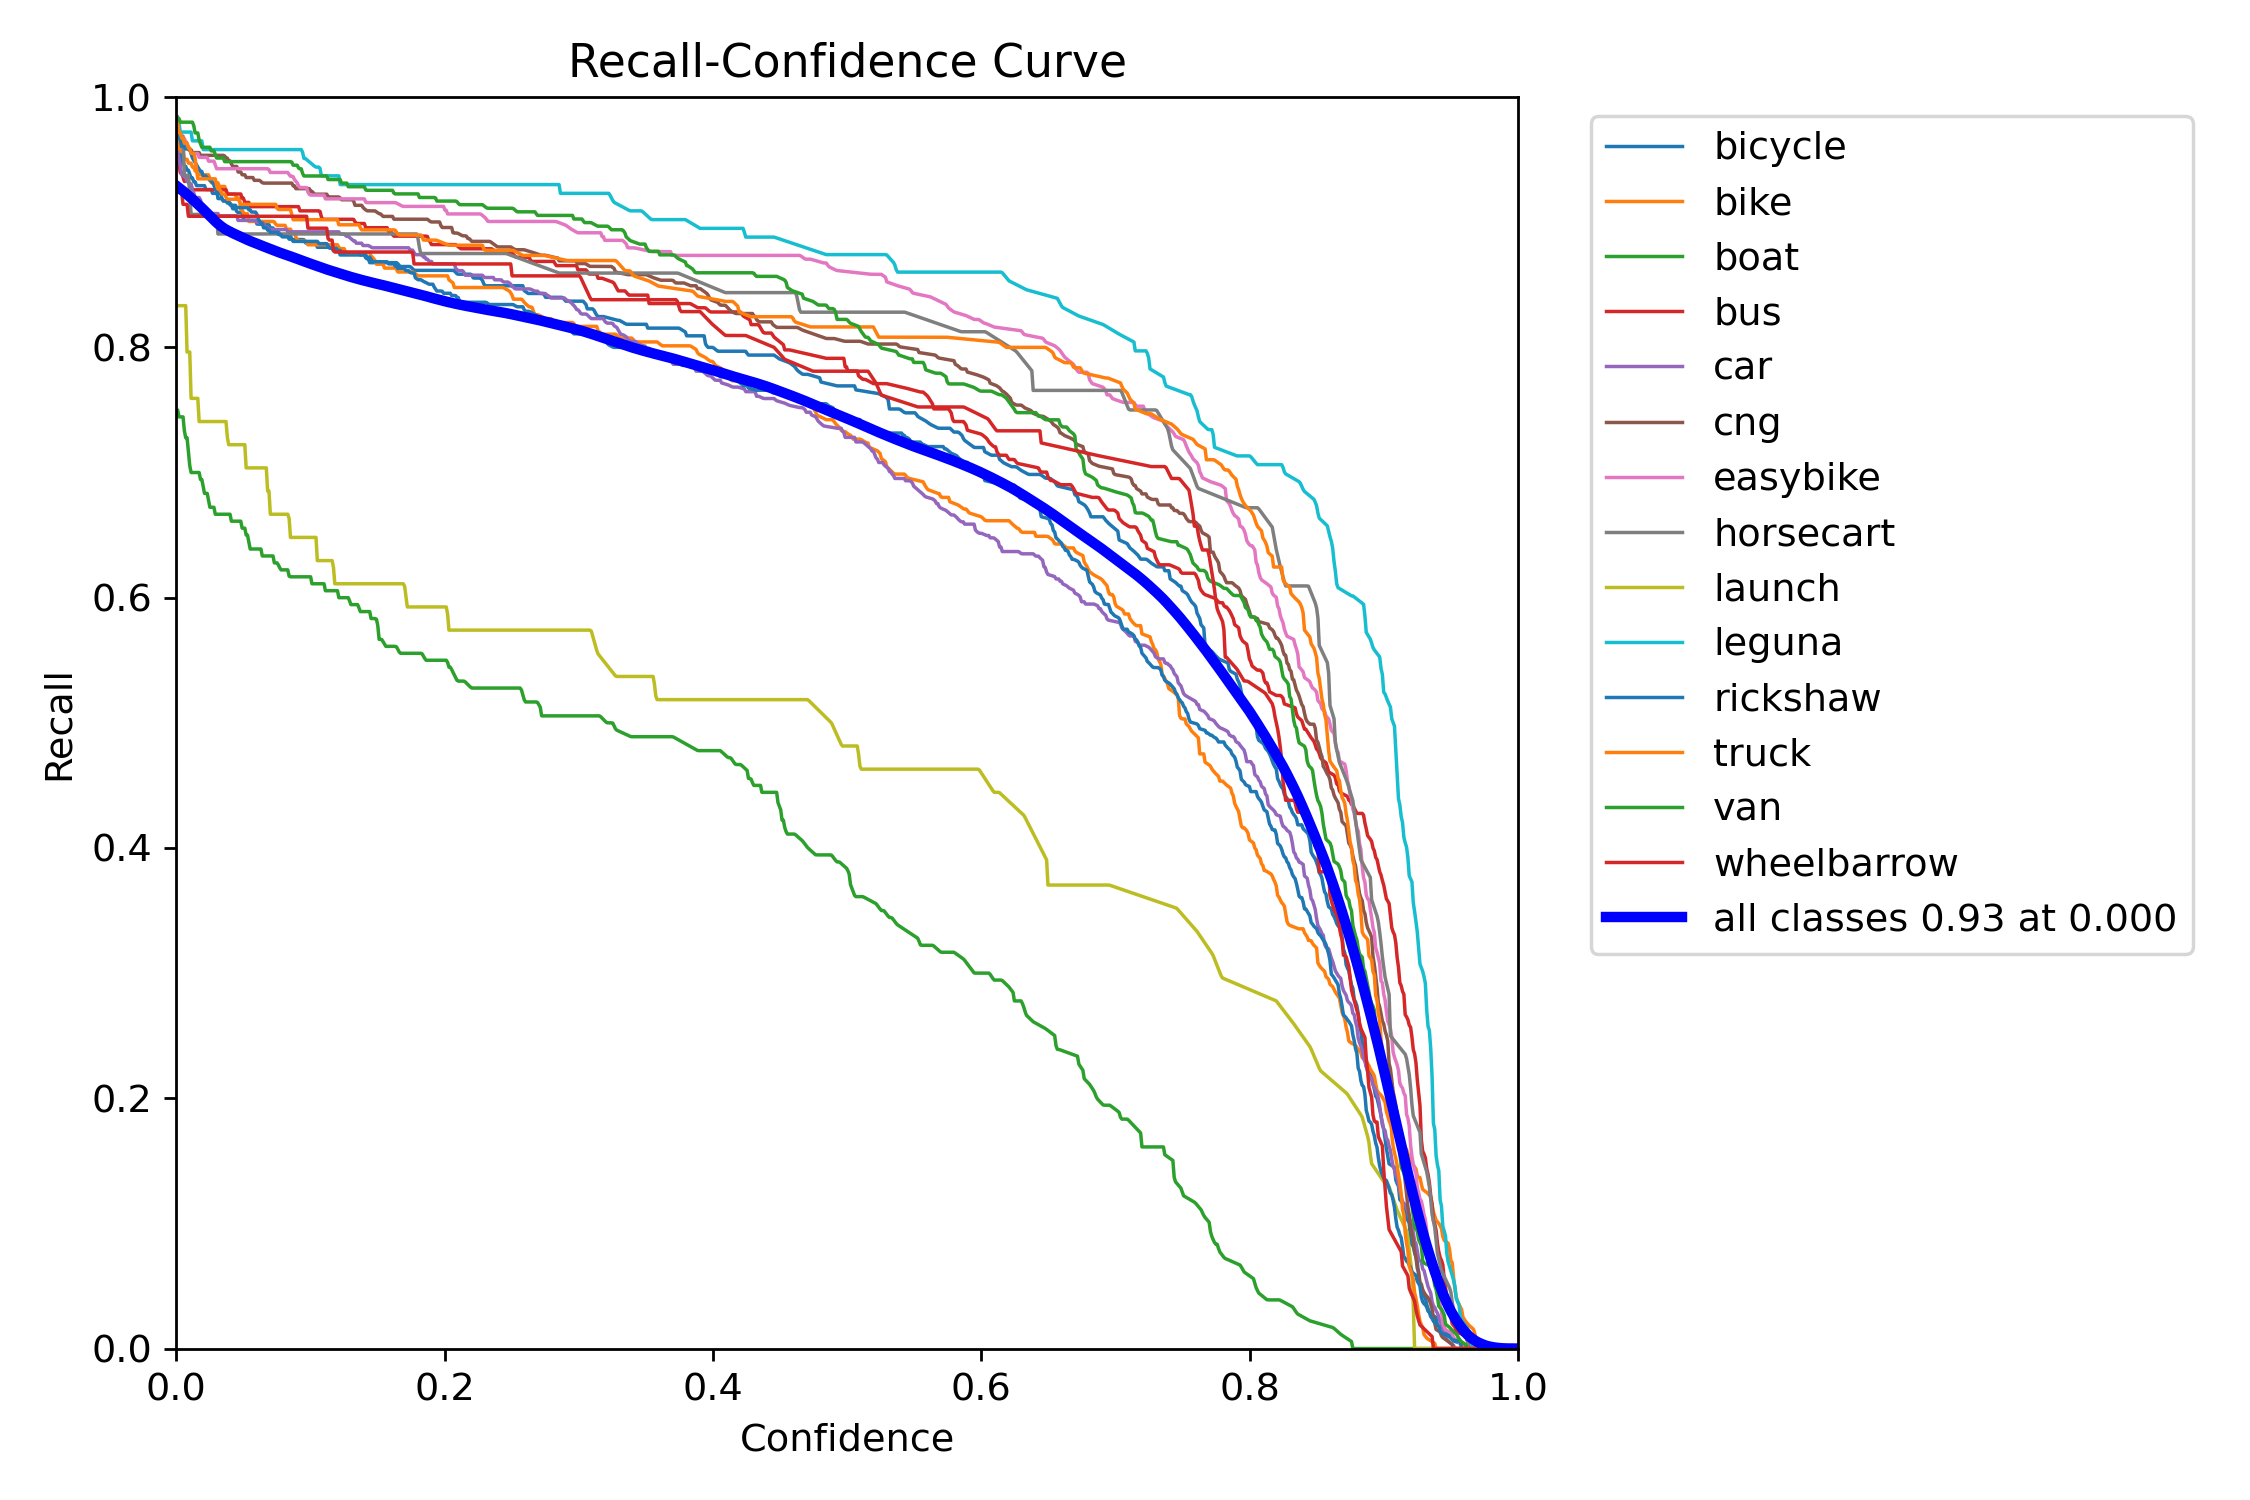 Recall-Confidence Curve
1.0
0.8
0.6
0.4
0.2
0.0
Recall
0.0 0.2 0.4 0.6 0.8 1.0
Confidence
bicycle
bike
boat
bus
car
cng
easybike
horsecart
launch
leguna
rickshaw
truck
van
wheelbarrow
all classes 0.93 at 0.000